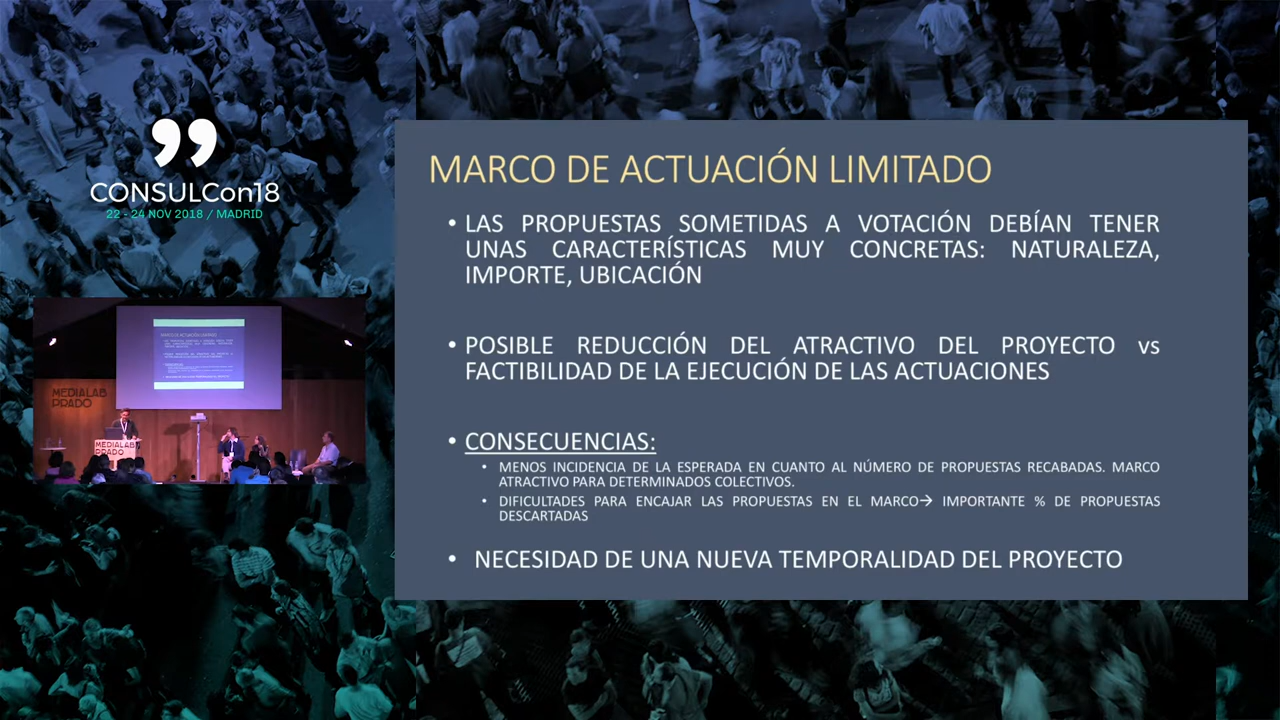 CONSULCon18
22 - 24 NOV 2018 / MADRID
MARCO DE ACTUACIÓN LIMITADO
• LAS PROPUESTAS SOMETIDAS A VOTACIÓN DEBÍAN TENER
UNAS CARACTERÍSTICAS MUY CONCRETAS: NATURALEZA,
IMPORTE, UBICACIÓN
• POSIBLE REDUCCIÓN DEL ATRACTIVO DEL PROYECTO vs
FACTIBILIDAD DE LA EJECUCIÓN DE LAS ACTUACIONES
• CONSECUENCIAS:
• MENOS INCIDENCIA DE LA ESPERADA EN CUANTO AL NÚMERO DE PROPUESTAS RECABADAS. MARCO
ATRACTIVO PARA DETERMINADOS COLECTIVOS.
• DIFICULTADES PARA ENCAJAR LAS PROPUESTAS EN EL MARCO→ IMPORTANTE % DE PROPUESTAS
DESCARTADAS
• NECESIDAD DE UNA NUEVA TEMPORALIDAD DEL PROYECTO
MARCO DE ACTUACIÓN LIMITADO
MEDIALAB
PRADO
MEDIALAB
PRADO